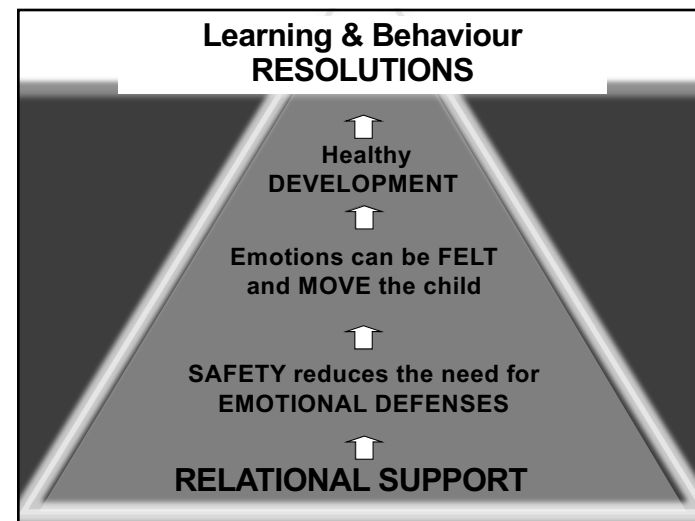 Learning & Behaviour
RESOLUTIONS
Healthy
DEVELOPMENT
Emotions can be FELT
and MOVE the child
SAFETY reduces the need for
EMOTIONAL DEFENSES
RELATIONAL SUPPORT